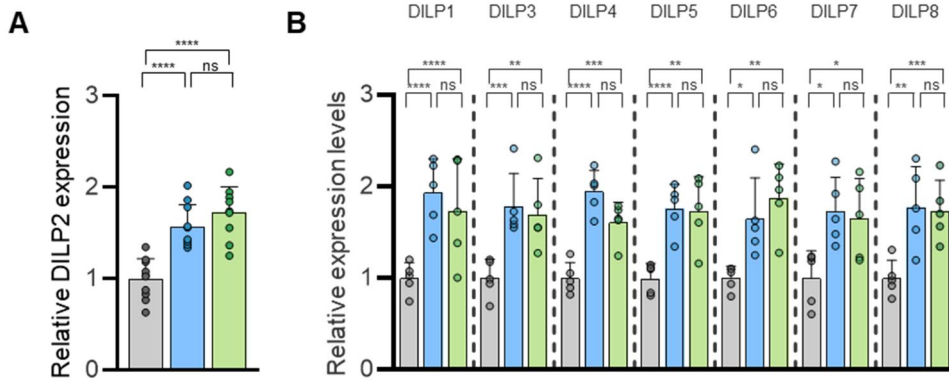 A
****
**** ns
Relative DILP2 expression
3
2
1
0
B
DILP1 DILP3 DILP4 DILP5 DILP6 DILP7 DILP8
**** ** *** ** ** * ***
**** ns *** ns **** ns **** ns * ns * ns ** ns
Relative expression levels
3
2
1
0